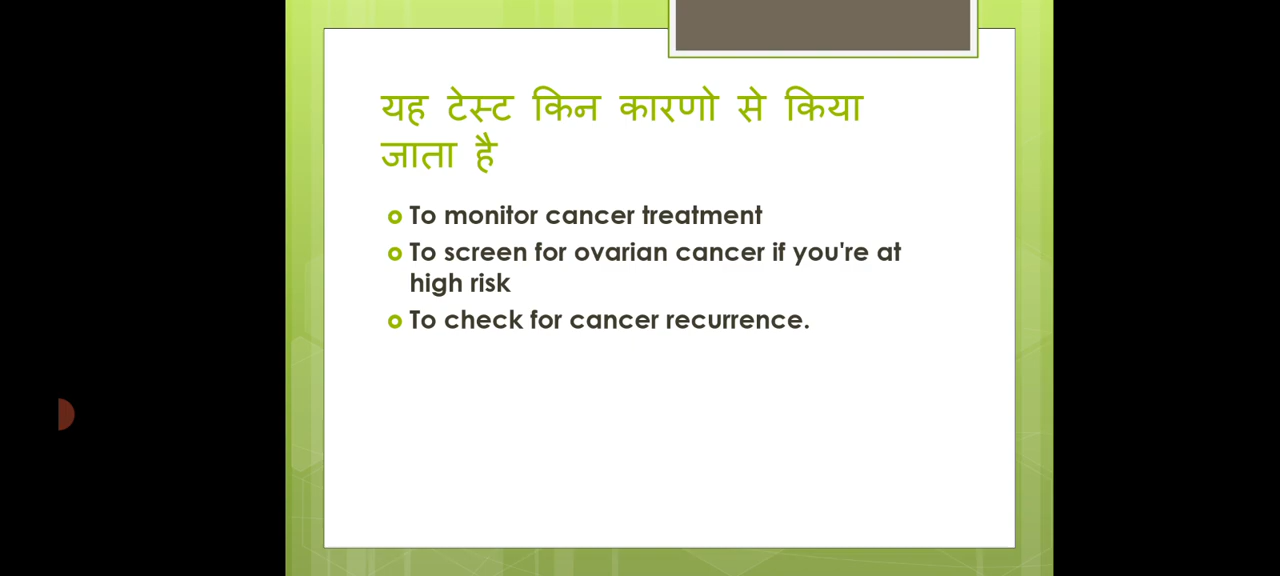 यह टेस्ट किन कारणो से किया
जाता है
To monitor cancer treatment
To screen for ovarian cancer if you're at
high risk
To check for cancer recurrence.